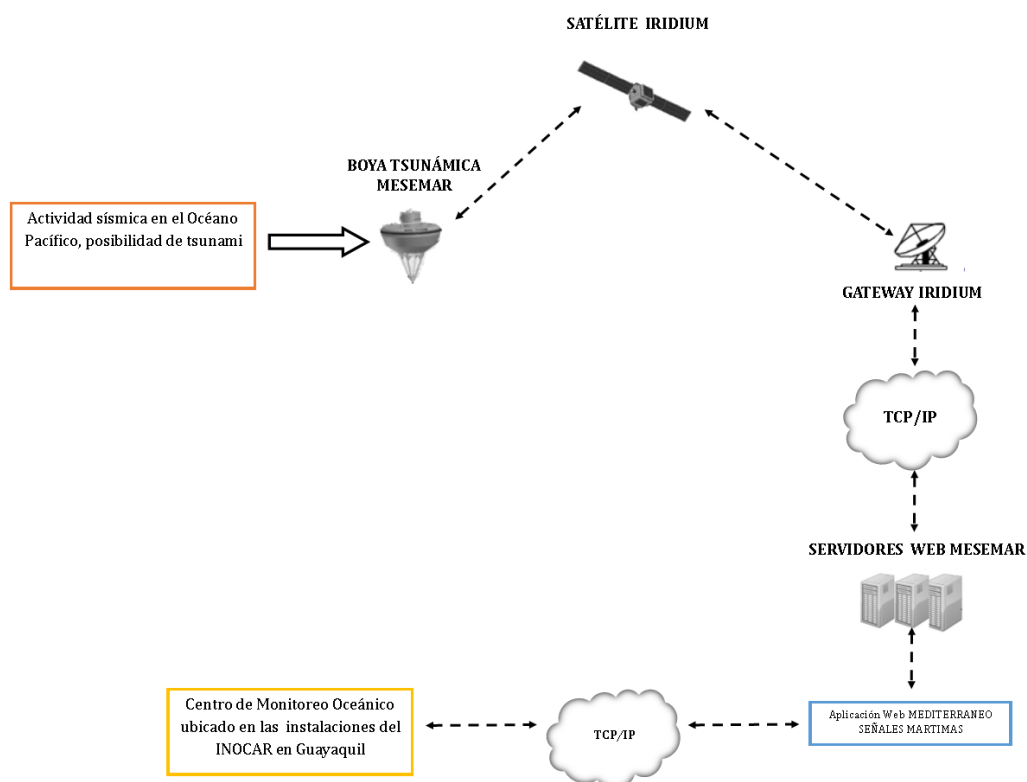 SATÉLITE IRIDIUM
BOYA TSUNÁMICA
MESEMAR
Actividad sísmica en el Océano
Pacífico, posibilidad de tsunami
GATEWAY IRIDIUM
TCP/IP
SERVIDORES WEB MESEMAR
Centro de Monitoreo Oceánico
ubicado en las instalaciones del
INOCAR en Guayaquil
TCP/IP
Aplicación Web MEDITERRANEO
SEÑALES MARTIMAS